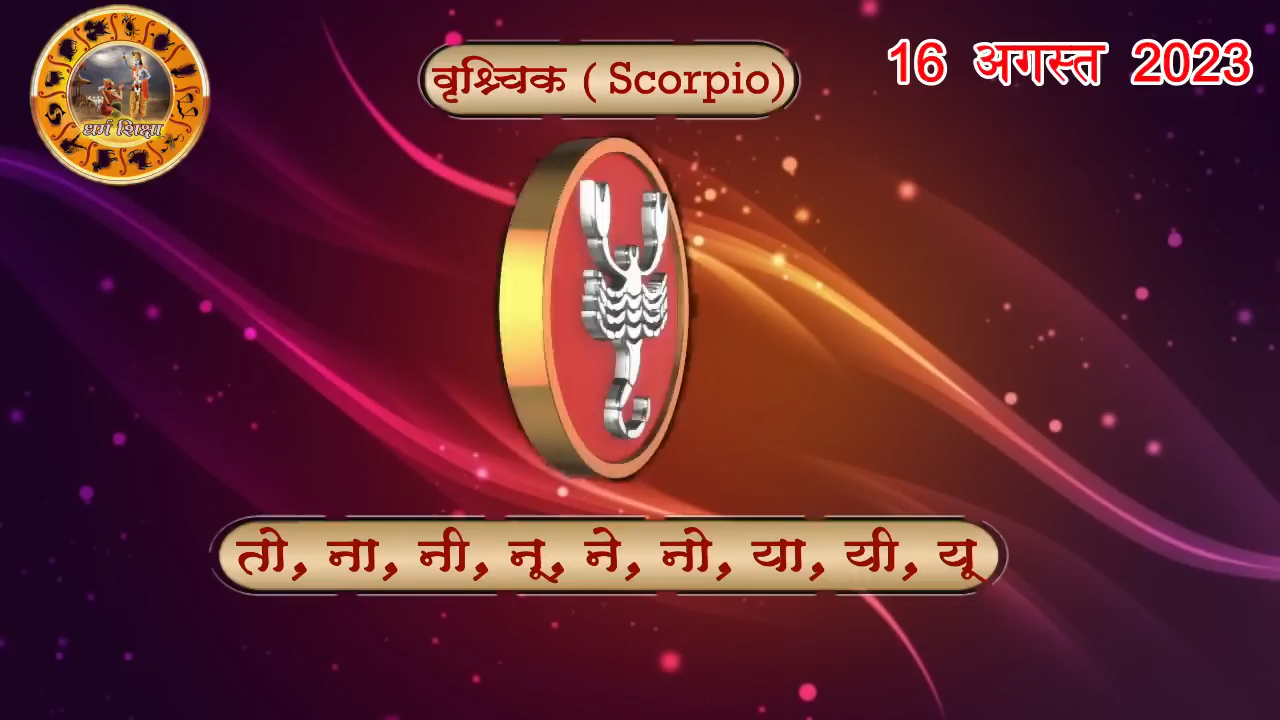 वृश्चिक ( Scorpio)
16 अगस्त 2023
धर्म शिक्षा
तो, ना, नी, नू, ने, नो, या, यी, यू